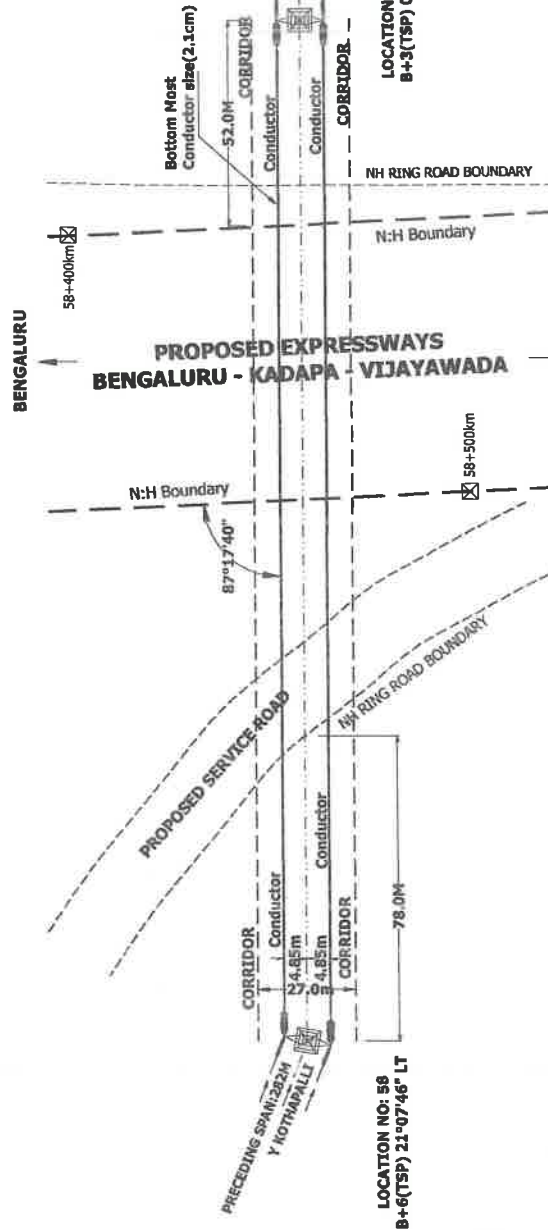 BENGALURU
58+400km
Bottom Most
Conductor size(2.1cm)
52.0M
CORRIDOR
Conductor
Conductor
CORRIDOR
LOCATION
B+3(TSP)
NH RING ROAD BOUNDARY
N:H Boundary
PROPOSED EXPRESSWAYS
BENGALURU - KADAPA - VIJAYAWADA
N:H Boundary
58+500km
87°17'40"
PROPOSED SERVICE ROAD
NH RING ROAD BOUNDARY
CORRIDOR
Conductor
Conductor
4.85m
4.85m
27.0m
CORRIDOR
78.0M
PRECEDING SPAN:282M
Y KOTHAPALLI
LOCATION NO: 58
B+6(TSP) 21°07'46" LT